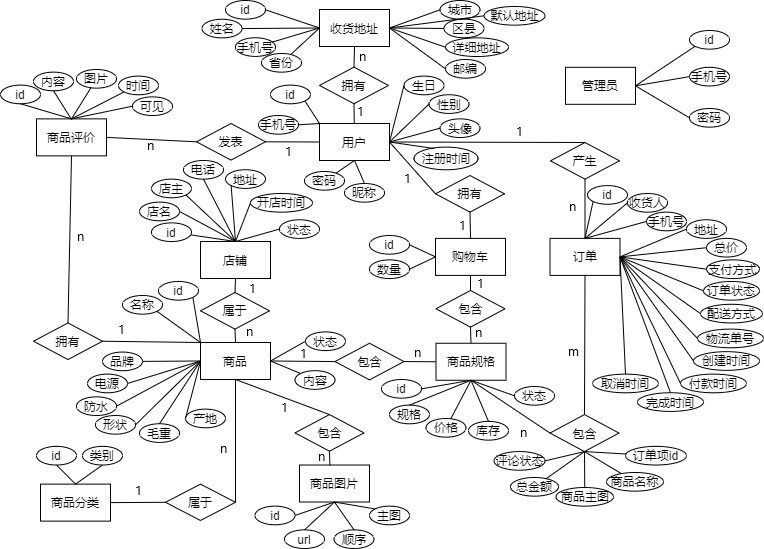 id
姓名
手机号
省份
收货地址
城市
默认地址
区县
详细地址
邮编
n
拥有
1
id
内容
图片
时间
可见
商品评价
n
发表
1
id
手机号
用户
生日
性别
头像
注册时间
密码
昵称
管理员
id
手机号
密码
1
产生
n
1
拥有
1
id
数量
购物车
1
包含
n
电话
店主
地址
店名
开店时间
id
状态
店铺
1
属于
n
id
收货人
手机号
地址
总价
支付方式
订单状态
配送方式
物流单号
创建时间
付款时间
完成时间
取消时间
订单
m
n
拥有
1
id
名称
品牌
电源
防水
形状
毛重
产地
商品
状态
内容
1
包含
n
商品规格
id
规格
价格
库存
状态
n
包含
评论状态
总金额
商品主图
商品名称
订单项id
1
包含
n
商品图片
id
url
顺序
主图
n
属于
1
id
类别
商品分类